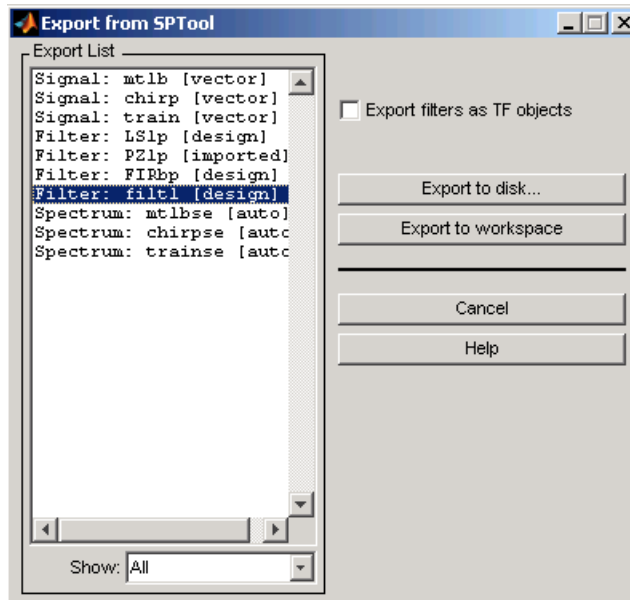 Export from SPTool
Export List
Signal: mtlb [vector]
Signal: chirp [vector]
Signal: train [vector]
Filter: LSlp [design]
Filter: PZlp [imported]
Filter: FIRbp [design]
Filter: filtl [design]
Spectrum: mtlbse [auto]
Spectrum: chirpse [autc
Spectrum: trainse [autc
Show: All
Export filters as TF objects
Export to disk...
Export to workspace
Cancel
Help